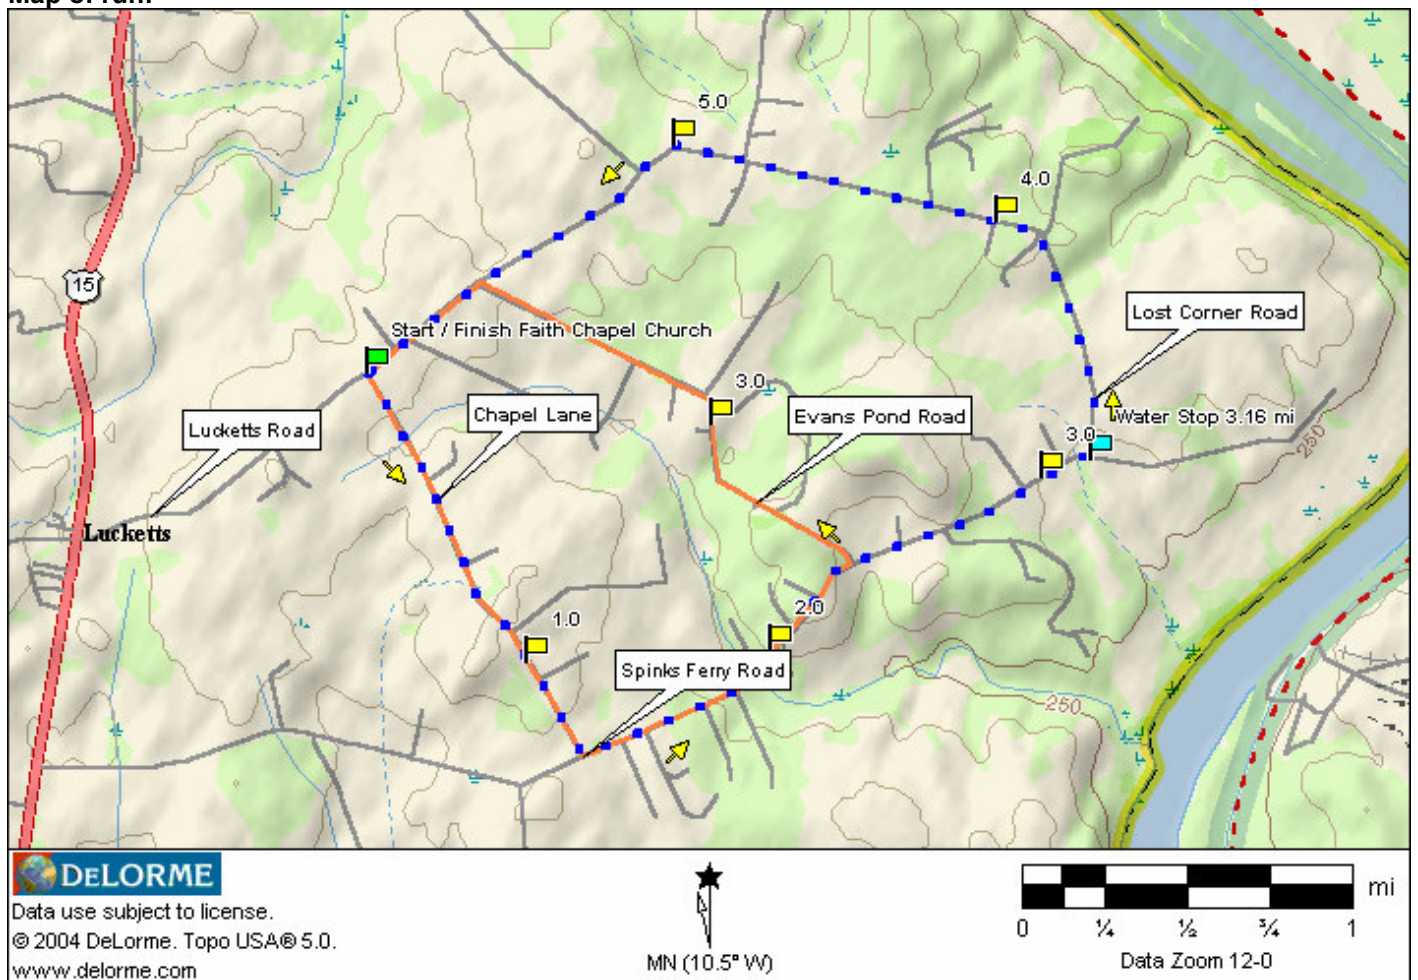 5.0
4.0
15
Start / Finish Faith Chapel Church
Lost Corner Road
3.0
Chapel Lane
Evans Pond Road
Water Stop 3.16 mi
Lucketts Road
3.0
250
Lucketts
2.0
1.0
Spinks Ferry Road
250
DELORME
Data use subject to license.
© 2004 DeLorme. Topo USA® 5.0.
www.delorme.com
MN (10.5° W)
mi
0 ¼ ½ ¾ 1
Data Zoom 12-0